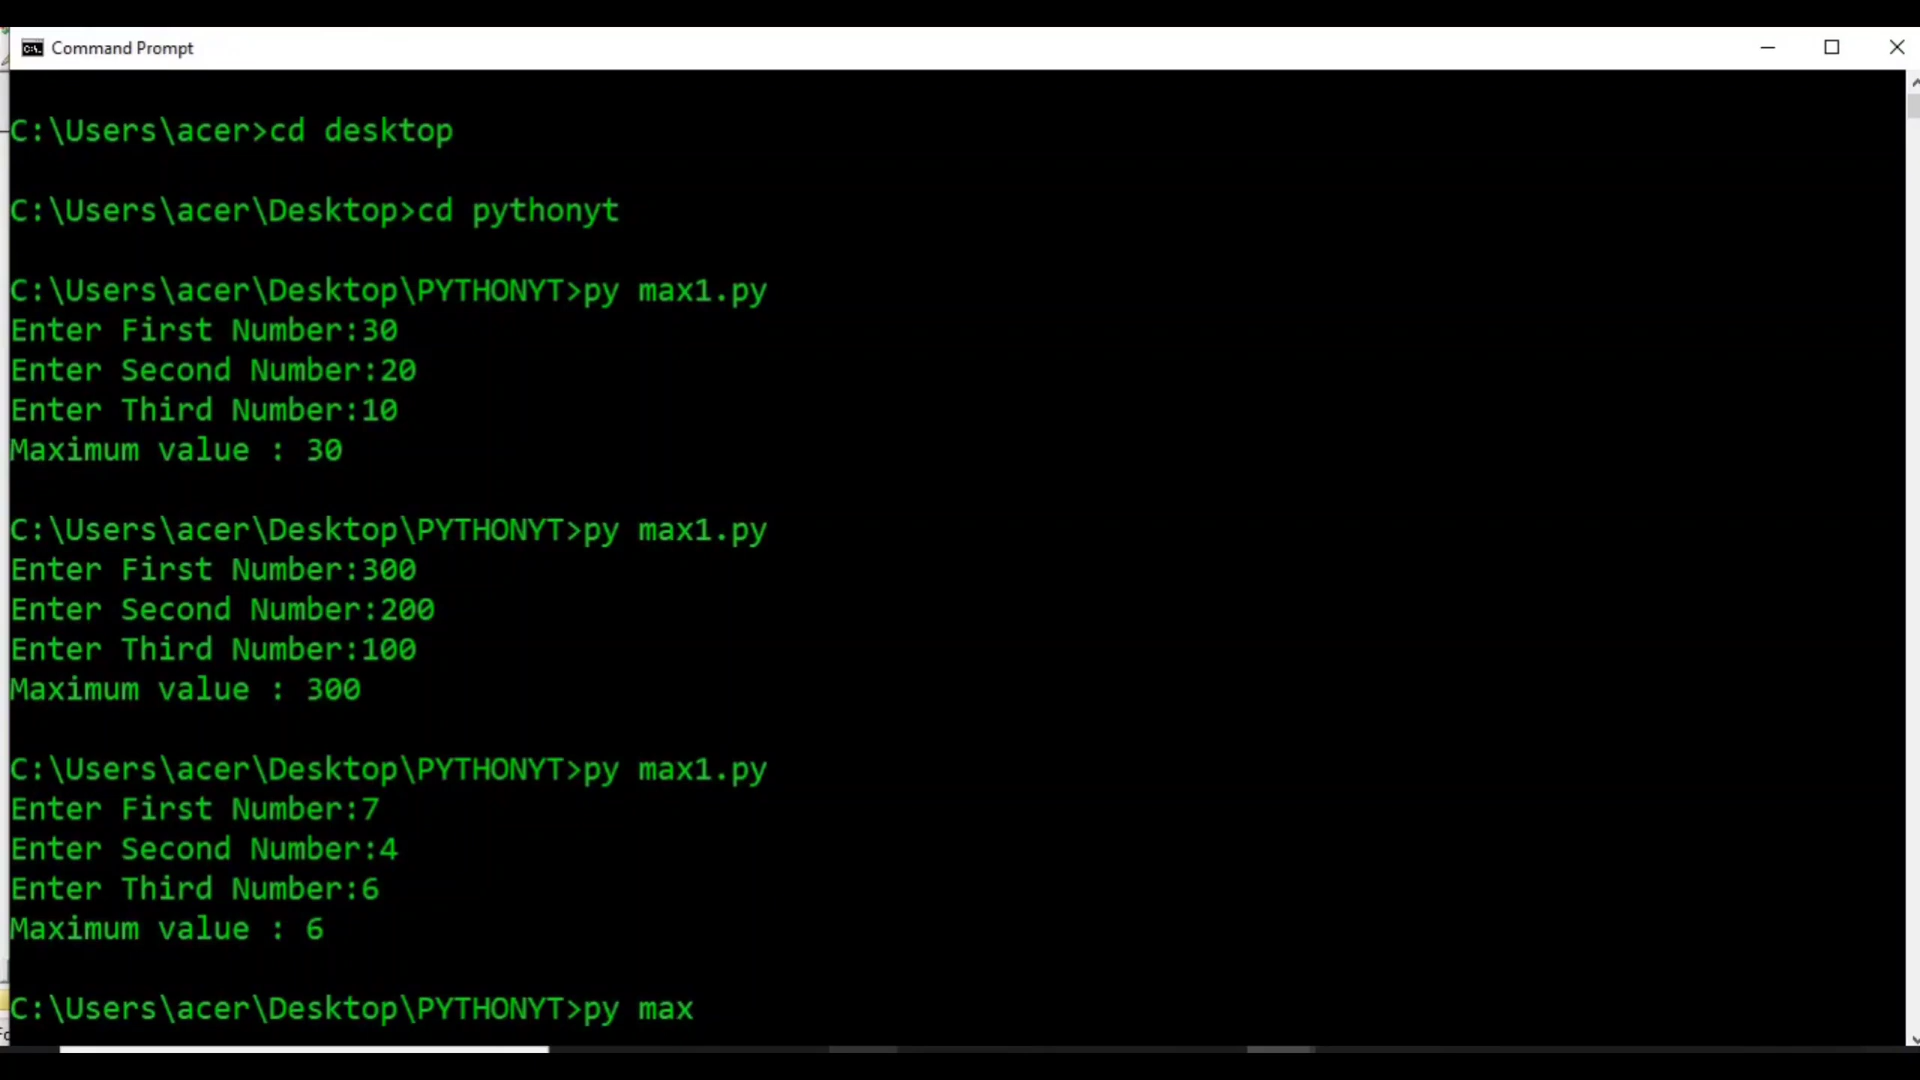 Command Prompt
C:\Users\acer>cd desktop
C:\Users\acer\Desktop>cd pythonyt
C:\Users\acer\Desktop\PYTHONYT>py max1.py
Enter First Number:30
Enter Second Number:20
Enter Third Number:10
Maximum value : 30
C:\Users\acer\Desktop\PYTHONYT>py max1.py
Enter First Number:300
Enter Second Number:200
Enter Third Number:100
Maximum value : 300
C:\Users\acer\Desktop\PYTHONYT>py max1.py
Enter First Number:7
Enter Second Number:4
Enter Third Number:6
Maximum value : 6
C:\Users\acer\Desktop\PYTHONYT>py max